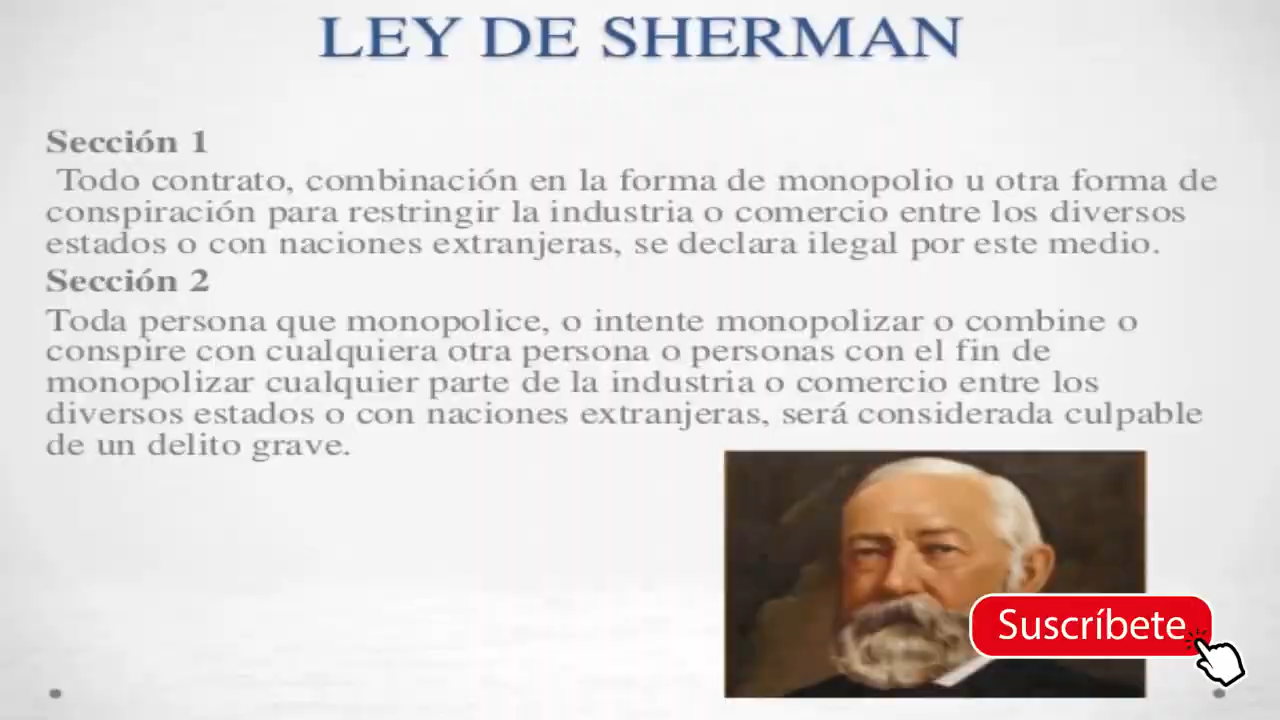 LEY DE SHERMAN
Sección 1
Todo contrato, combinación en la forma de monopolio u otra forma de
conspiración para restringir la industria o comercio entre los diversos
estados o con naciones extranjeras, se declara ilegal por este medio.
Sección 2
Toda persona que monopolice, o intente monopolizar o combine o
conspire con cualquiera otra persona o personas con el fin de
monopolizar cualquier parte de la industria o comercio entre los
diversos estados o con naciones extranjeras, será considerada culpable
de un delito grave.
Suscríbete